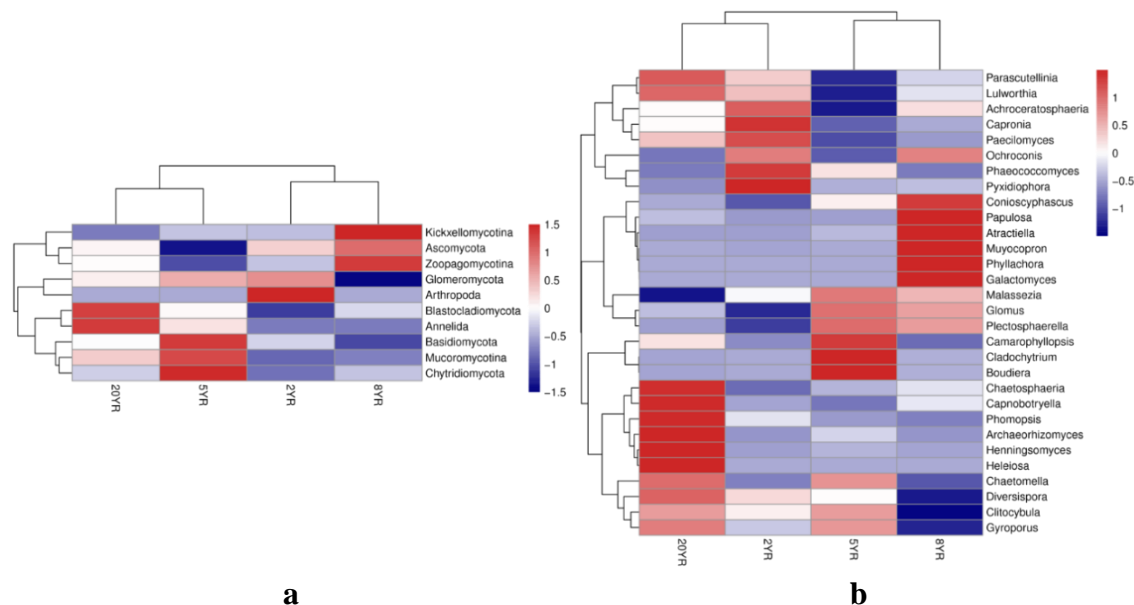 Kickxellomycotina
Ascomycota
Zoopagomycotina
Glomeromycota
Arthropoda
Blastocladiomycota
Annelida
Basidiomycota
Mucoromycotina
Chytridiomycota
20YR
5YR
2YR
8YR
1.5
1
0.5
0
−0.5
−1
−1.5
a
Parascutellinia
Lulworthia
Achroceratosphaeria
Capronia
Paecilomyces
Ochroconis
Phaeococcomyces
Pyxidiophora
Conioscyphascus
Papulosa
Atractiella
Muyocopron
Phyllachora
Galactomyces
Malassezia
Glomus
Plectosphaerella
Camarophyllopsis
Cladochytrium
Boudiera
Chaetosphaeria
Capnobotryella
Phomopsis
Archaeorhizomyces
Henningsomyces
Heleiosa
Chaetomella
Diversispora
Clitocybula
Gyroporus
20YR
2YR
5YR
8YR
1
0.5
0
−0.5
−1
b